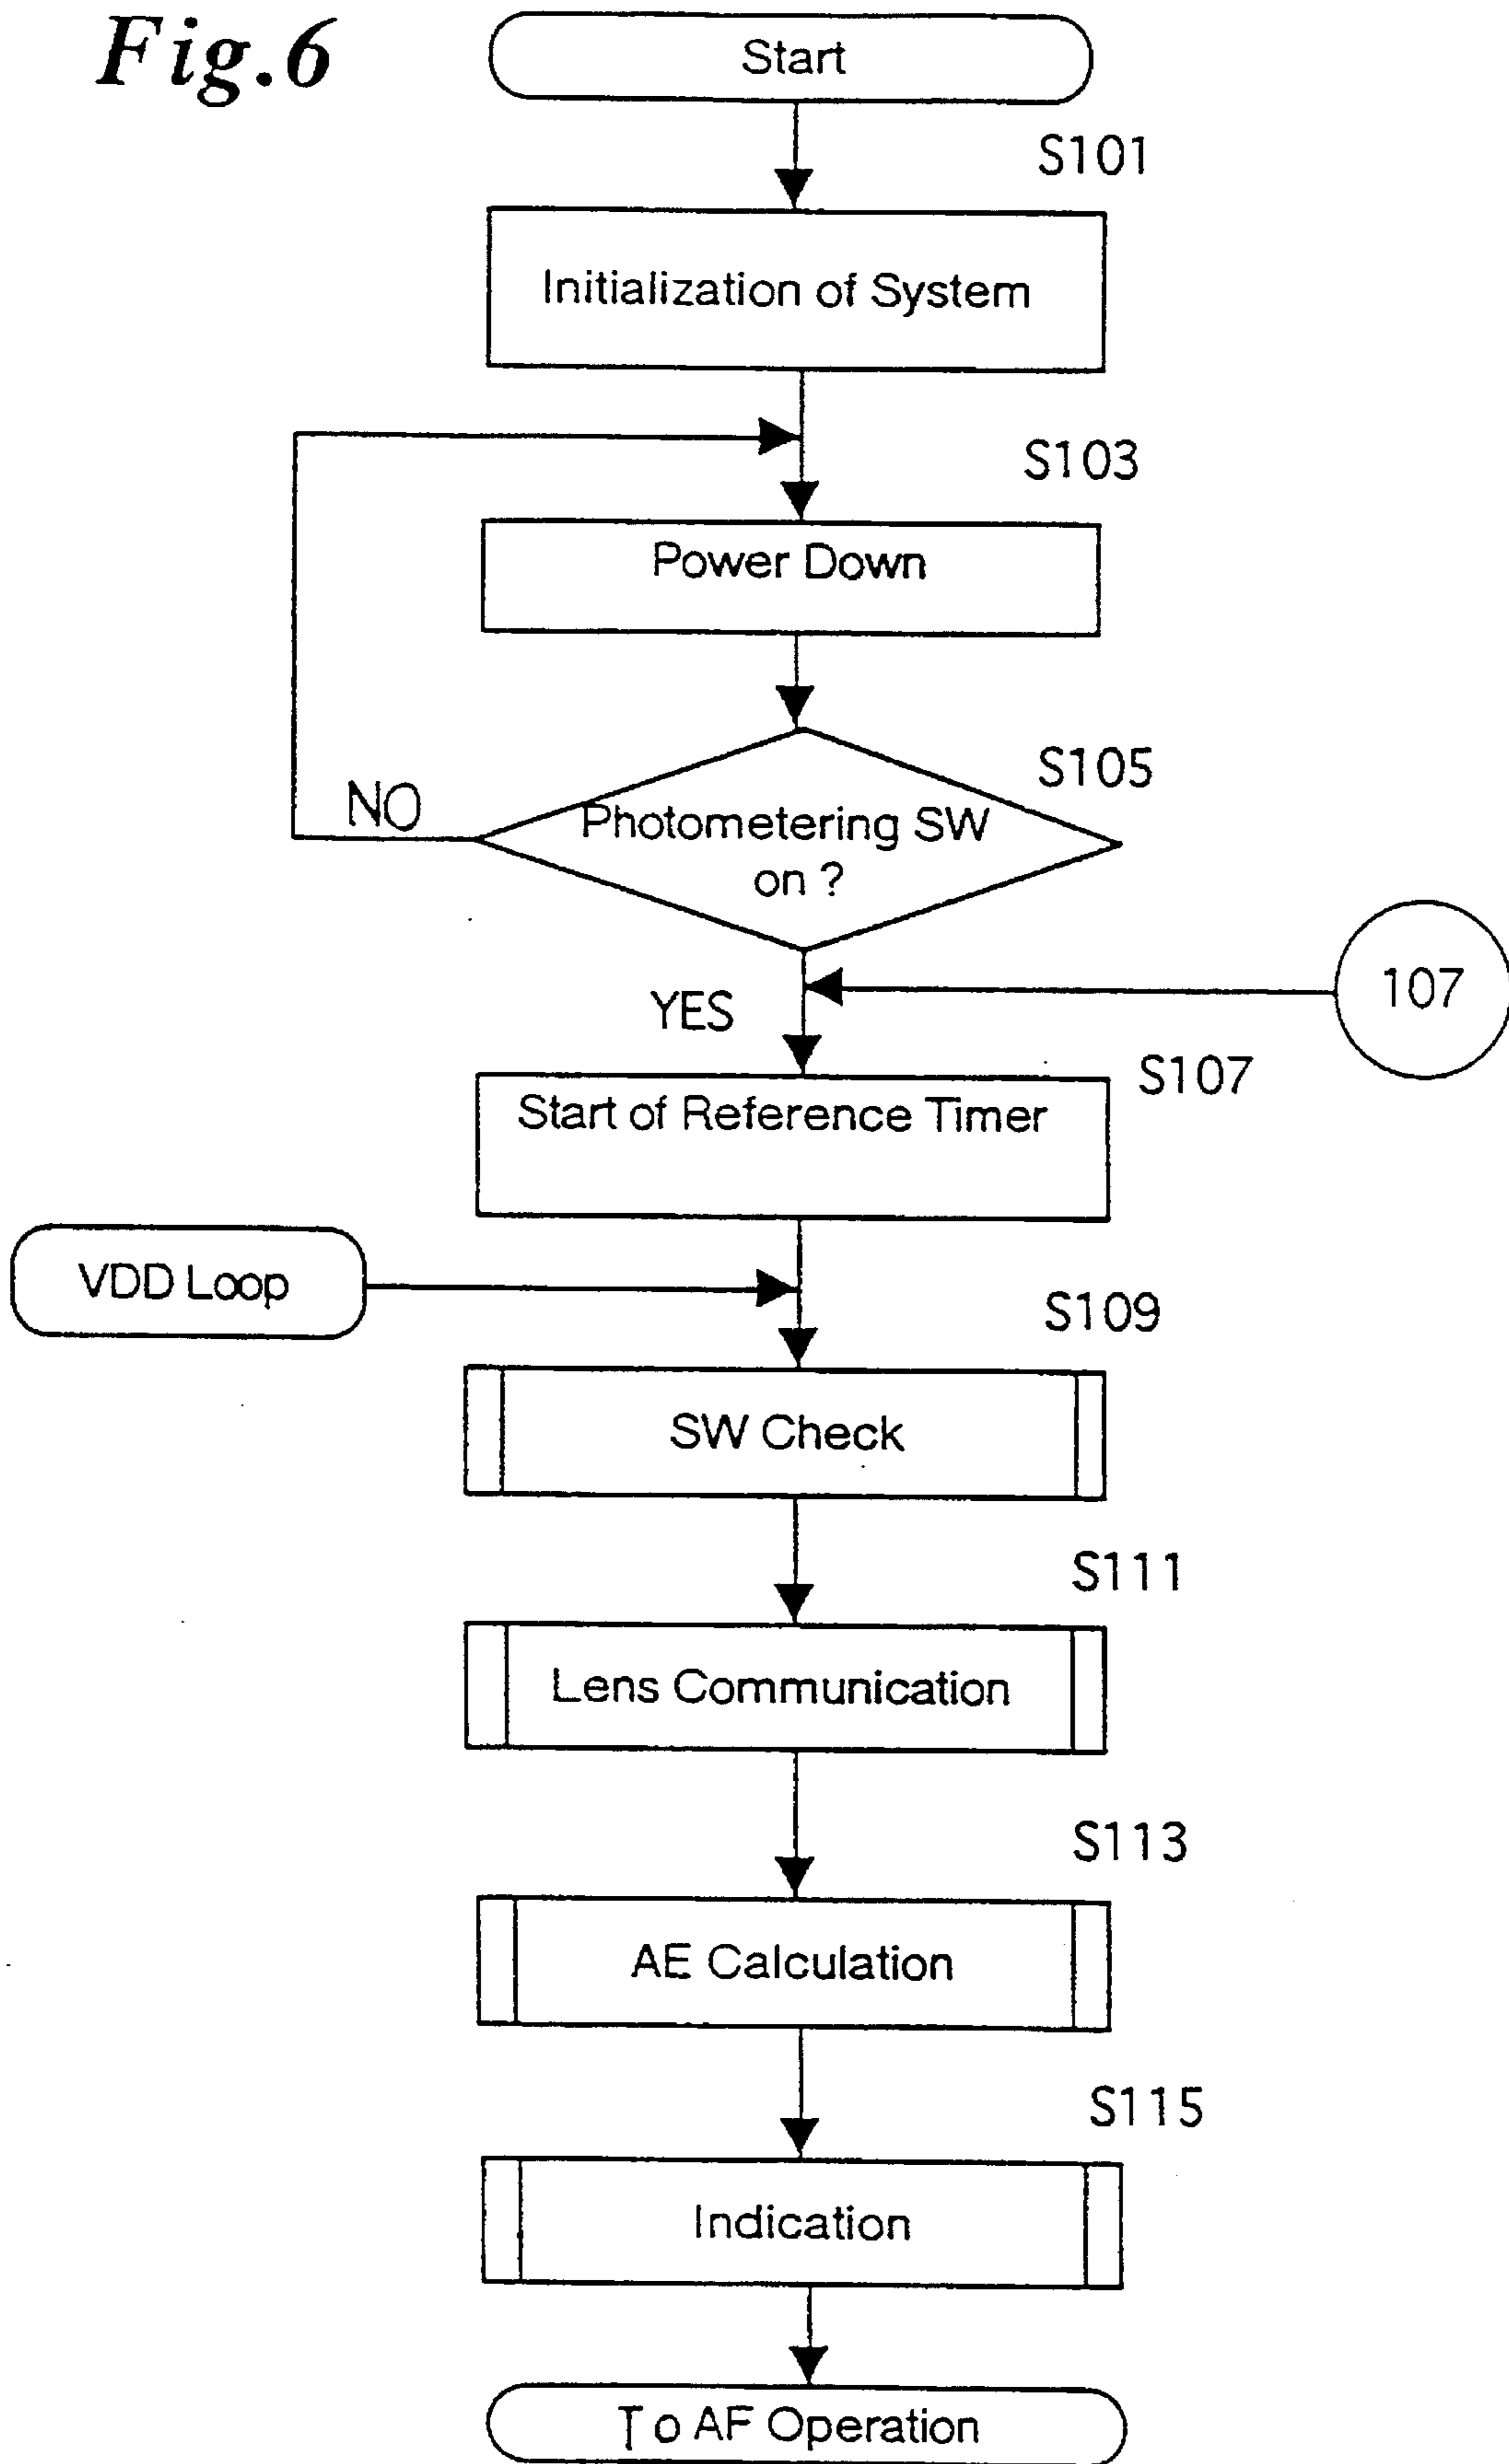 Fig.6
Start
S101
Initialization of System
S103
Power Down
S105
NO
Photometering SW
on ?
107
YES
S107
Start of Reference Timer
VDD Loop
S109
SW Check
S111
Lens Communication
S113
AE Calculation
S115
Indication
To AF Operation